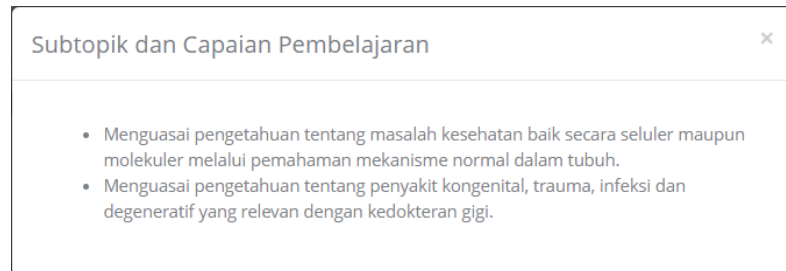 Subtopik dan Capaian Pembelajaran ×
• Menguasai pengetahuan tentang masalah kesehatan baik secara seluler maupun
molekuler melalui pemahaman mekanisme normal dalam tubuh.
• Menguasai pengetahuan tentang penyakit kongenital, trauma, infeksi dan
degeneratif yang relevan dengan kedokteran gigi.